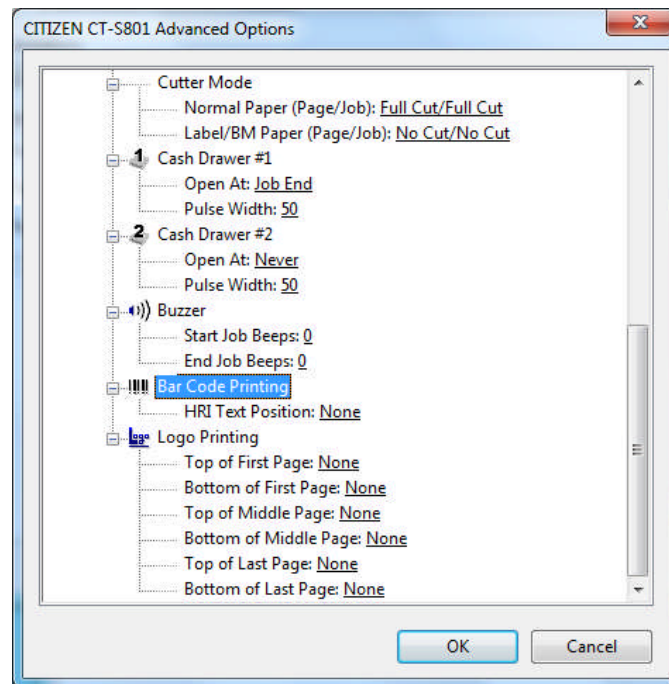 CITIZEN CT-S801 Advanced Options
Cutter Mode
Normal Paper (Page/Job): Full Cut/Full Cut
Label/BM Paper (Page/Job): No Cut/No Cut
1 Cash Drawer #1
Open At: Job End
Pulse Width: 50
2 Cash Drawer #2
Open At: Never
Pulse Width: 50
Buzzer
Start Job Beeps: 0
End Job Beeps: 0
Bar Code Printing
HRI Text Position: None
Logo Printing
Top of First Page: None
Bottom of First Page: None
Top of Middle Page: None
Bottom of Middle Page: None
Top of Last Page: None
Bottom of Last Page: None
OK Cancel